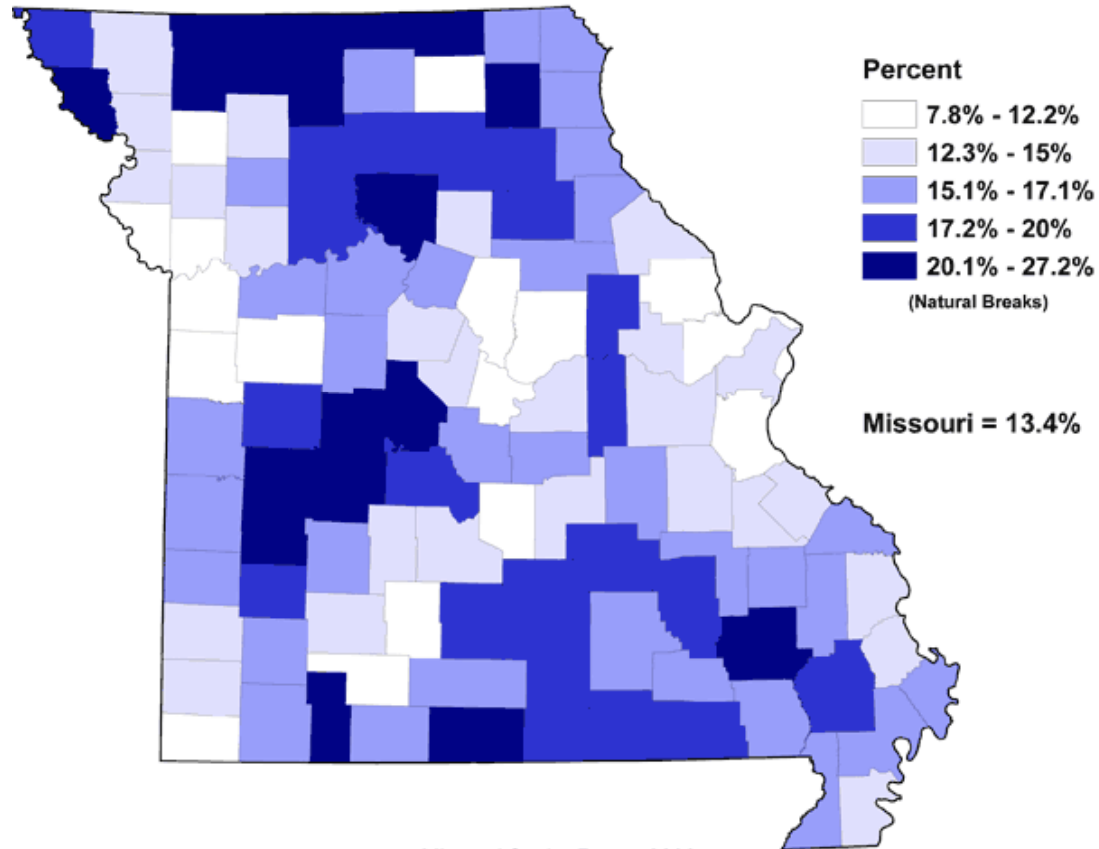 Percent
7.8% - 12.2%
12.3% - 15%
15.1% - 17.1%
17.2% - 20%
20.1% - 27.2%
(Natural Breaks)
Missouri = 13.4%